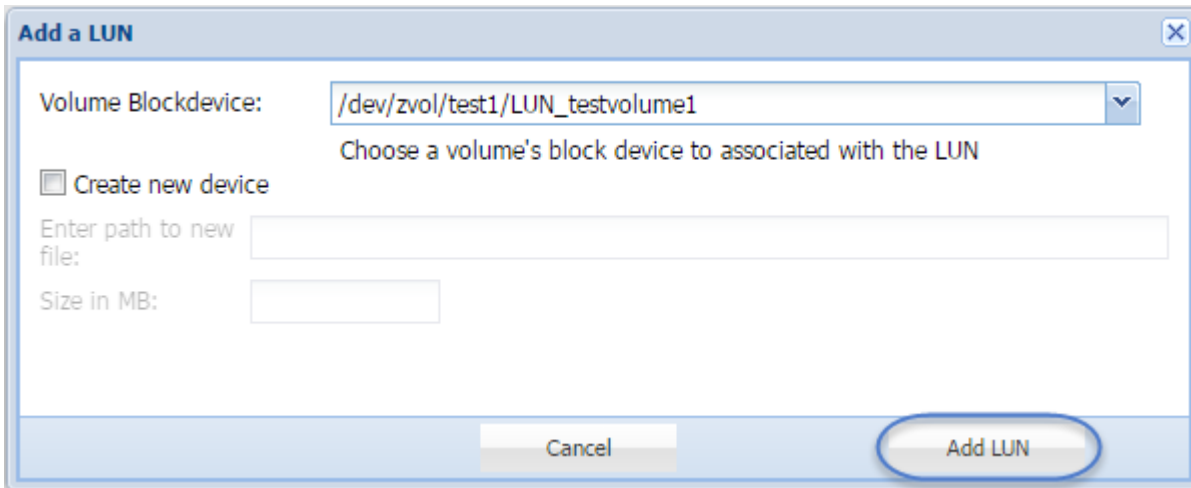 Add a LUN
Volume Blockdevice:
/dev/zvol/test1/LUN_testvolume1
Choose a volume's block device to associated with the LUN
Create new device
Enter path to new
file:
Size in MB:
Cancel
Add LUN